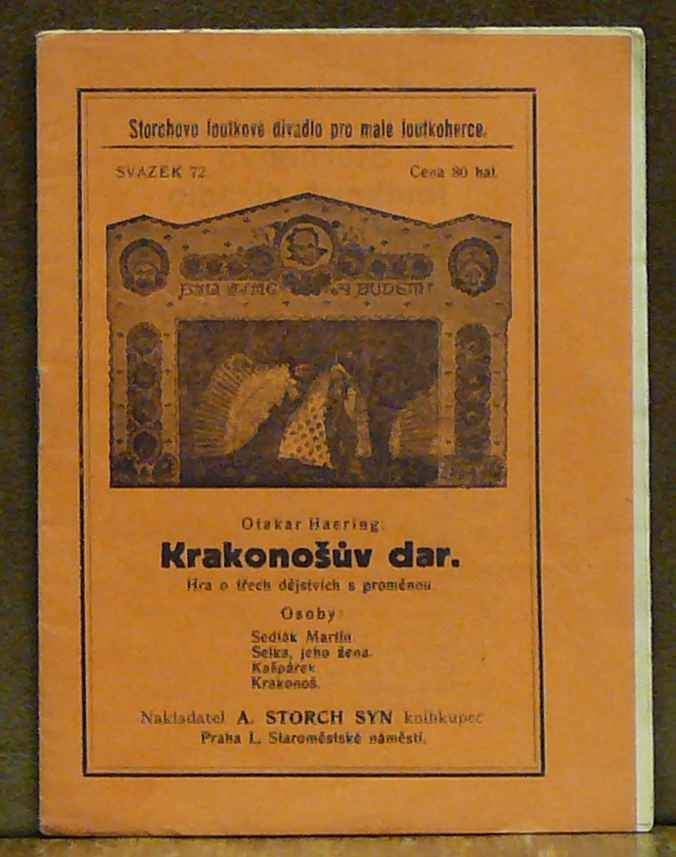 Storchovo loutkové divadlo pro malé loutkoherce.
SVAZEK 72
Cena 80 hal.
BUDEM!
Otakar Haering:
Krakonošův dar.
Hra o třech dějstvích s proměnou.
Osoby:
Sedlák Martin.
Selka, jeho žena.
Kašpárek.
Krakonoš.
Nakladatel A. STORCH SYN knihkupec
Praha I., Staroměstské náměstí.